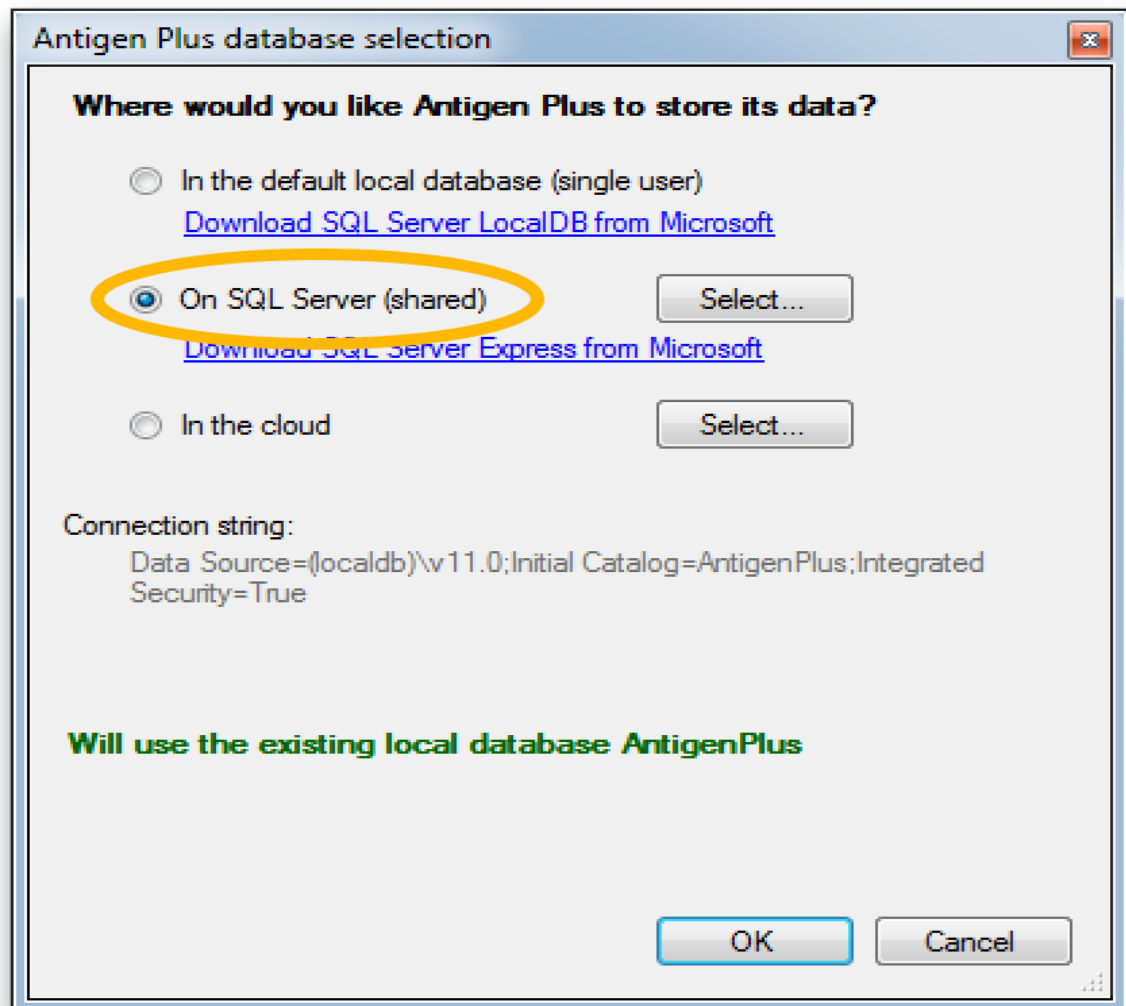 Antigen Plus database selection
Where would you like Antigen Plus to store its data?
In the default local database (single user)
Download SQL Server LocalDB from Microsoft
On SQL Server (shared)
Select...
Download SQL Server Express from Microsoft
In the cloud
Select...
Connection string:
Data Source=(localdb)\v11.0;Initial Catalog=AntigenPlus;Integrated
Security=True
Will use the existing local database AntigenPlus
OK
Cancel